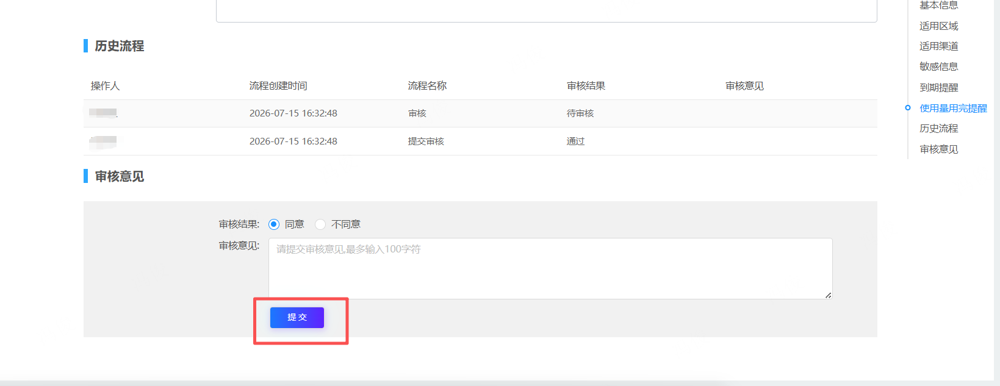 历史流程
操作人 流程创建时间 流程名称 审核结果 审核意见
2026-07-15 16:32:48 审核 待审核
2026-07-15 16:32:48 提交审核 通过
审核意见
审核结果: 同意 不同意
审核意见: 请提交审核意见,最多输入100字符
提交
基本信息
适用区域
适用渠道
敏感信息
到期提醒
使用量用完提醒
历史流程
审核意见